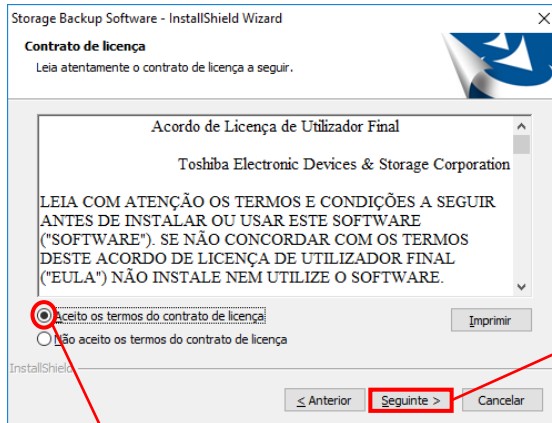 Storage Backup Software - InstallShield Wizard
Contrato de licença
Leia atentamente o contrato de licença a seguir.
Acordo de Licença de Utilizador Final
Toshiba Electronic Devices & Storage Corporation
LEIA COM ATENÇÃO OS TERMOS E CONDIÇÕES A SEGUIR
ANTES DE INSTALAR OU USAR ESTE SOFTWARE
("SOFTWARE"). SE NÃO CONCORDAR COM OS TERMOS
DESTE ACORDO DE LICENÇA DE UTILIZADOR FINAL
("EULA") NÃO INSTALE NEM UTILIZE O SOFTWARE.
Aceito os termos do contrato de licença
Imprimir
Não aceito os termos do contrato de licença
InstallShield
< Anterior
Seguinte >
Cancelar